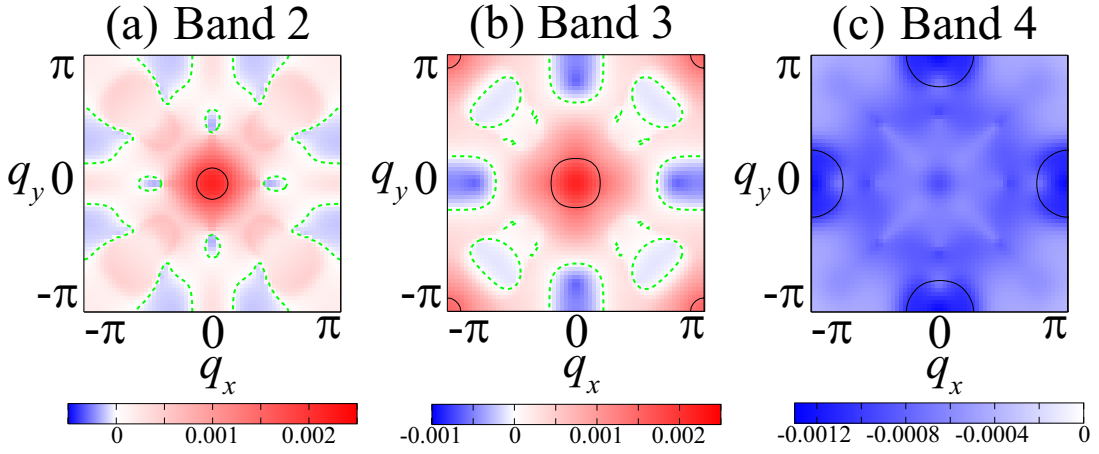 (a) Band 2
(b) Band 3
(c) Band 4
π
π
π
q_y 0
q_y 0
q_y 0
-π
-π
-π
-π 0 π
-π 0 π
-π 0 π
q_x
q_x
q_x
0 0.001 0.002
-0.001 0 0.001 0.002
-0.0012 -0.0008 -0.0004 0